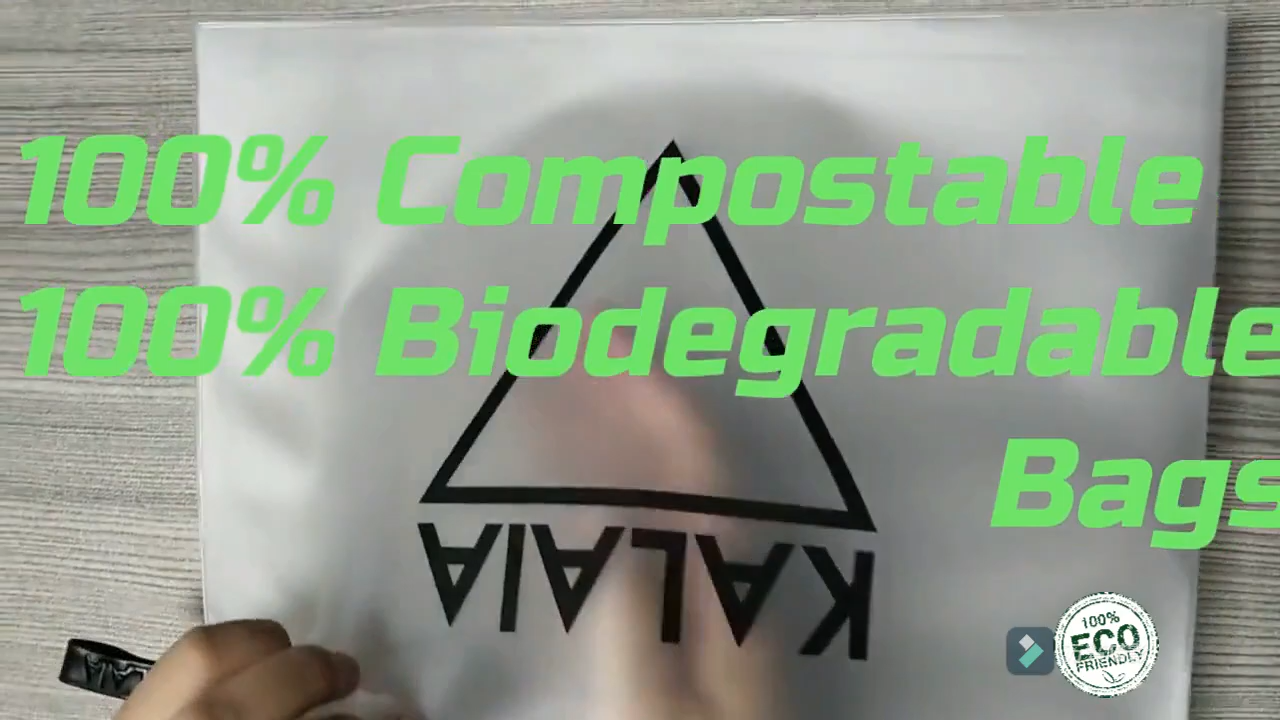 100% Compostable
100% Biodegradable
Bags
KALAIA
100%
ECO
FRIENDLY